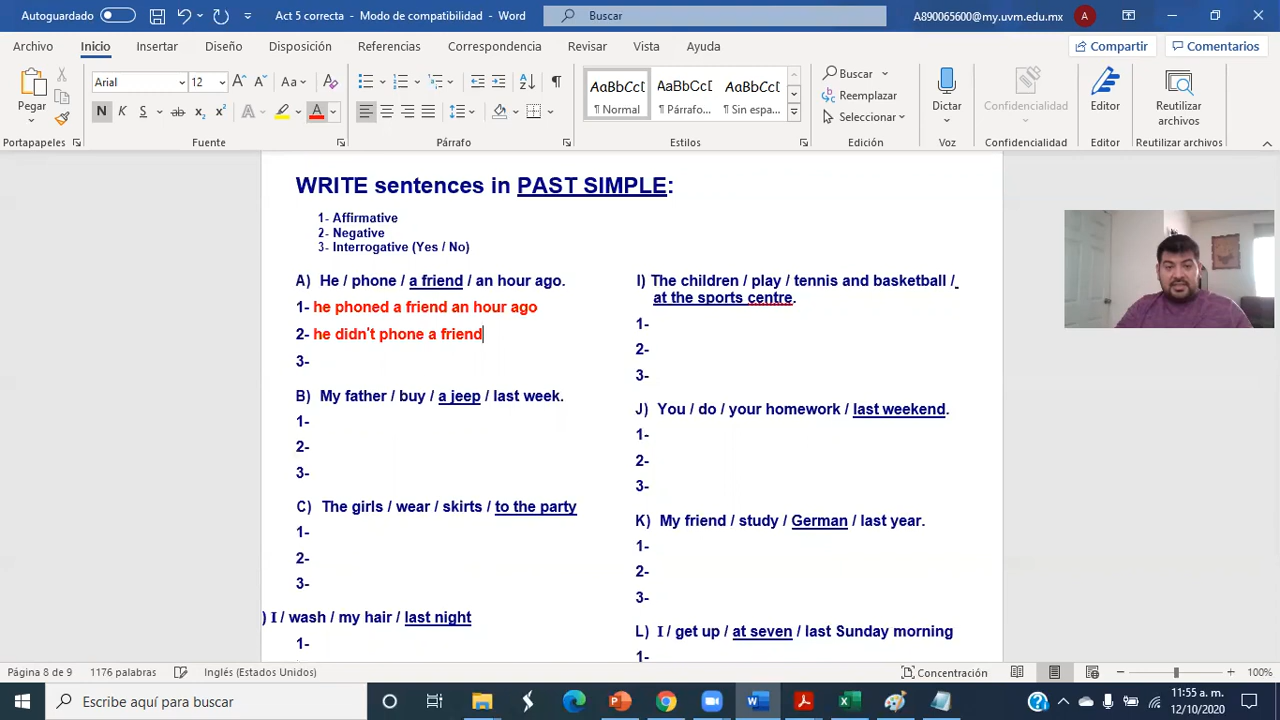 Autoguardado
Act 5 correcta - Modo de compatibilidad - Word
Buscar
A890065600@my.uvm.edu.mx
A
Archivo
Inicio
Insertar
Diseño
Disposición
Referencias
Correspondencia
Revisar
Vista
Ayuda
Compartir
Comentarios
Pegar
Arial
12
N K S ab x₂ x²
AaBbCcI
AaBbCcD
AaBbCcI
¶ Normal
¶ Párrafo...
¶ Sin espa...
Buscar
Reemplazar
Seleccionar
Dictar
Confidencialidad
Editor
Reutilizar
archivos
Portapapeles
Fuente
Párrafo
Estilos
Edición
Voz
Confidencialidad
Editor
Reutilizar archivos
WRITE sentences in PAST SIMPLE:
1- Affirmative
2- Negative
3- Interrogative (Yes / No)
A) He / phone / a friend / an hour ago.
1- he phoned a friend an hour ago
2- he didn't phone a friend
3-
B) My father / buy / a jeep / last week.
1-
2-
3-
C) The girls / wear / skirts / to the party
1-
2-
3-
) I / wash / my hair / last night
1-
I) The children / play / tennis and basketball /
at the sports centre.
1-
2-
3-
J) You / do / your homework / last weekend.
1-
2-
3-
K) My friend / study / German / last year.
1-
2-
3-
L) I / get up / at seven / last Sunday morning
1-
Página 8 de 9
1176 palabras
Inglés (Estados Unidos)
Concentración
100%
Escribe aquí para buscar
11:55 a. m.
12/10/2020